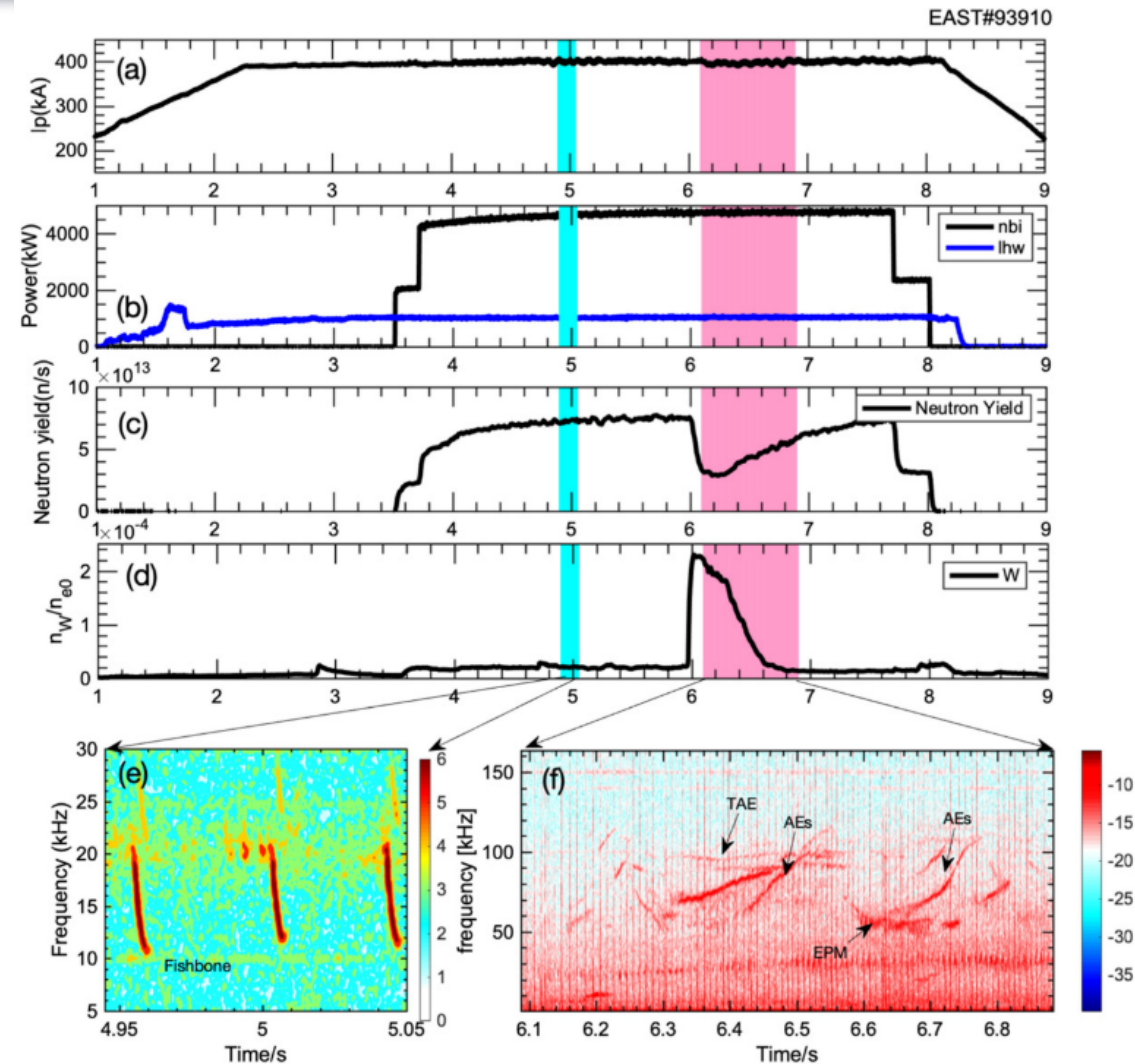 EAST#93910
(a)
Ip(kA)
400
300
200
1 2 3 4 5 6 7 8 9
(b)
Power(kW)
4000
2000
0
nbi
lhw
1 2 3 4 5 6 7 8 9
×10^13
(c)
Neutron yield(n/s)
10
5
0
Neutron Yield
1 2 3 4 5 6 7 8 9
×10^-4
(d)
n_W/n_e0
2
1
0
W
1 2 3 4 5 6 7 8 9
(e)
Frequency (kHz)
30
25
20
15
10
5
Fishbone
4.95 5 5.05
Time/s
6
5
4
3
2
1
0
(f)
frequency [kHz]
150
100
50
TAE
AEs
AEs
EPM
6.1 6.2 6.3 6.4 6.5 6.6 6.7 6.8
Time/s
-10
-15
-20
-25
-30
-35